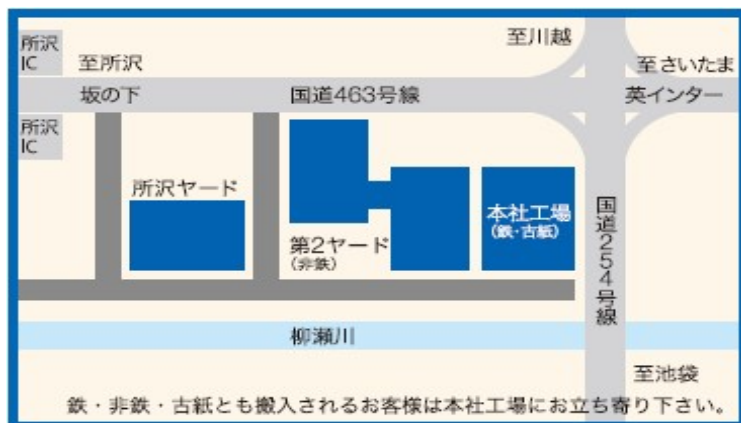 所沢
IC
至所沢
至川越
至さいたま
坂の下
国道463号線
英インター
所沢
IC
所沢ヤード
第2ヤード
(非鉄)
本社工場
(鉄・古紙)
国道254号線
柳瀬川
至池袋
鉄・非鉄・古紙とも搬入されるお客様は本社工場にお立ち寄り下さい。